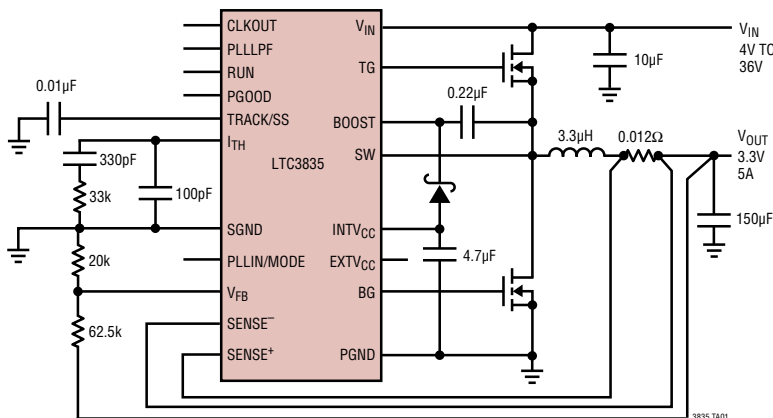 CLKOUT
PLLLPF
RUN
PGOOD
TRACK/SS
ITH
SGND
PLLIN/MODE
VFB
SENSE–
SENSE+
LTC3835
VIN
TG
BOOST
SW
INTVCC
EXTVCC
BG
PGND
0.01µF
330pF
33k
100pF
20k
62.5k
0.22µF
4.7µF
3.3µH
0.012Ω
10µF
VIN
4V TO
36V
VOUT
3.3V
5A
150µF
3835 TA01